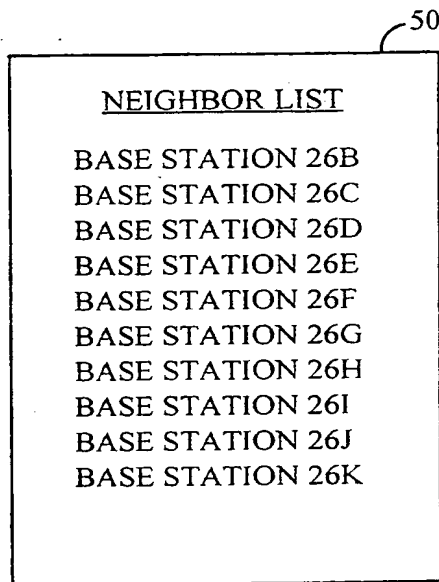 50
NEIGHBOR LIST
BASE STATION 26B
BASE STATION 26C
BASE STATION 26D
BASE STATION 26E
BASE STATION 26F
BASE STATION 26G
BASE STATION 26H
BASE STATION 26I
BASE STATION 26J
BASE STATION 26K